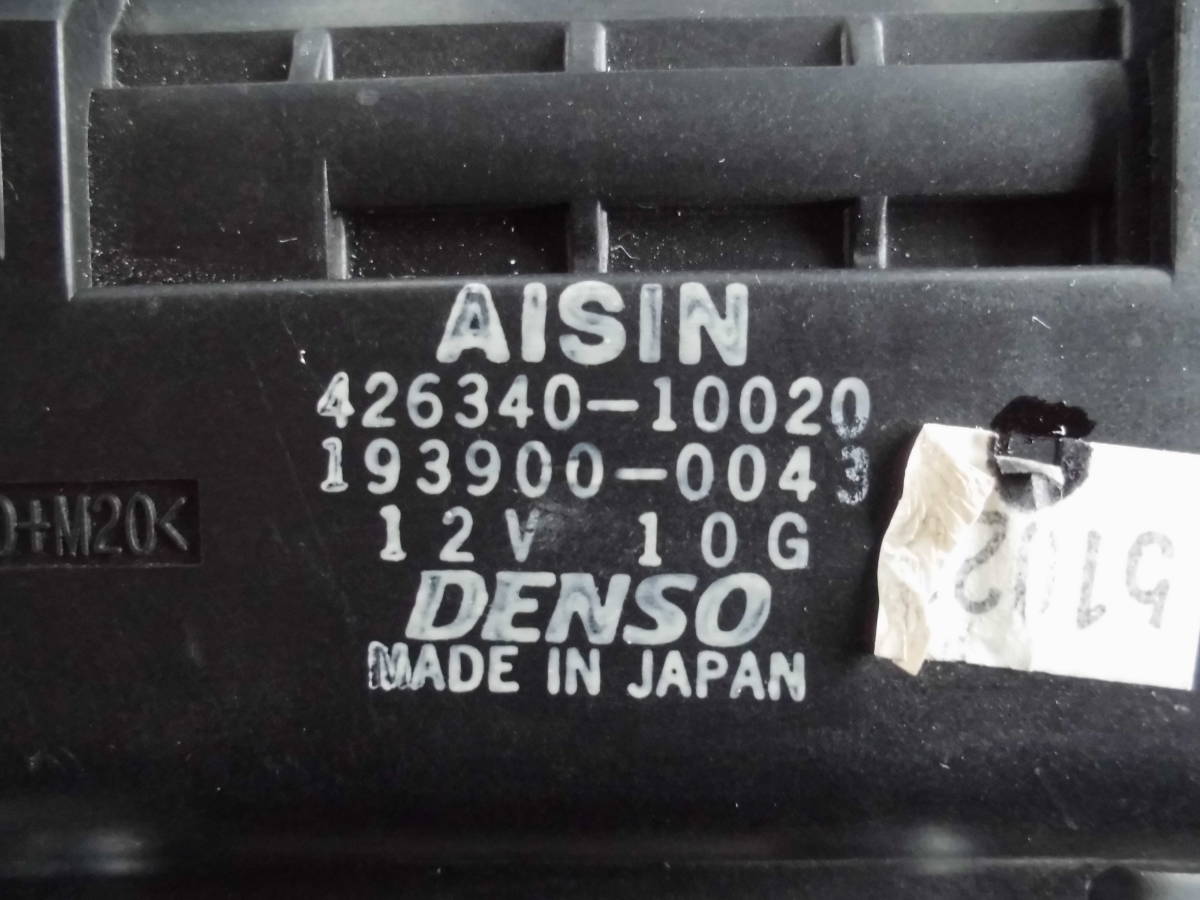 AISIN
426340-10020
193900-0043
12V 10G
DENSO
MADE IN JAPAN
+M20<